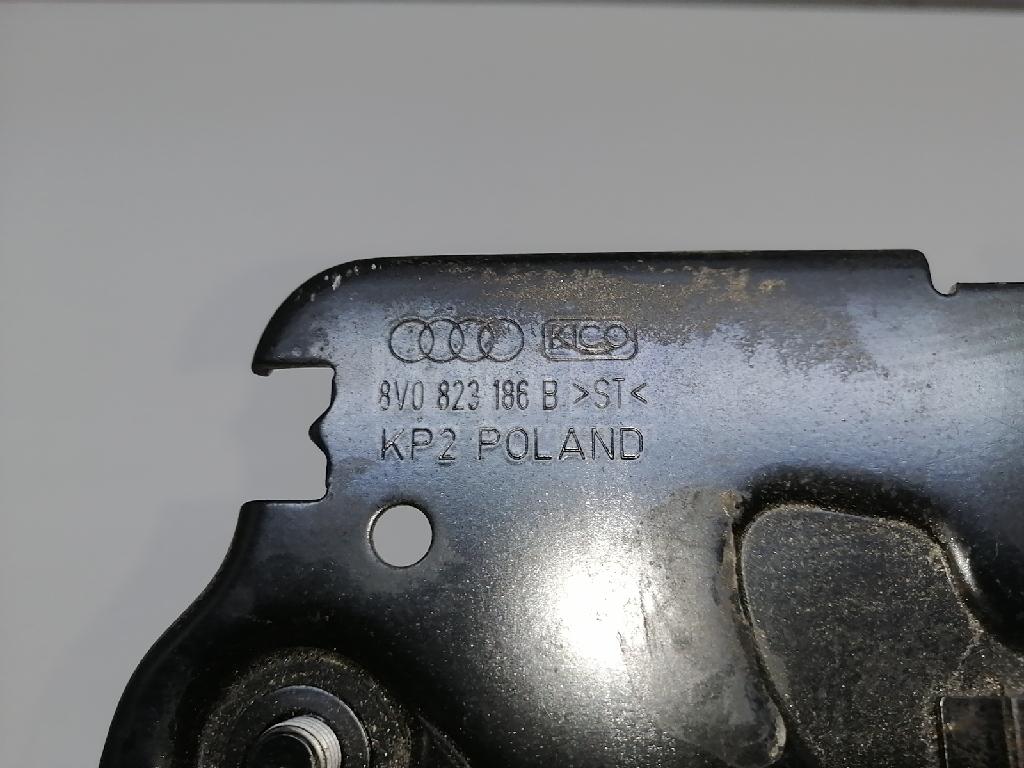 KICO
8V0 823 186 B >ST<
KP2 POLAND